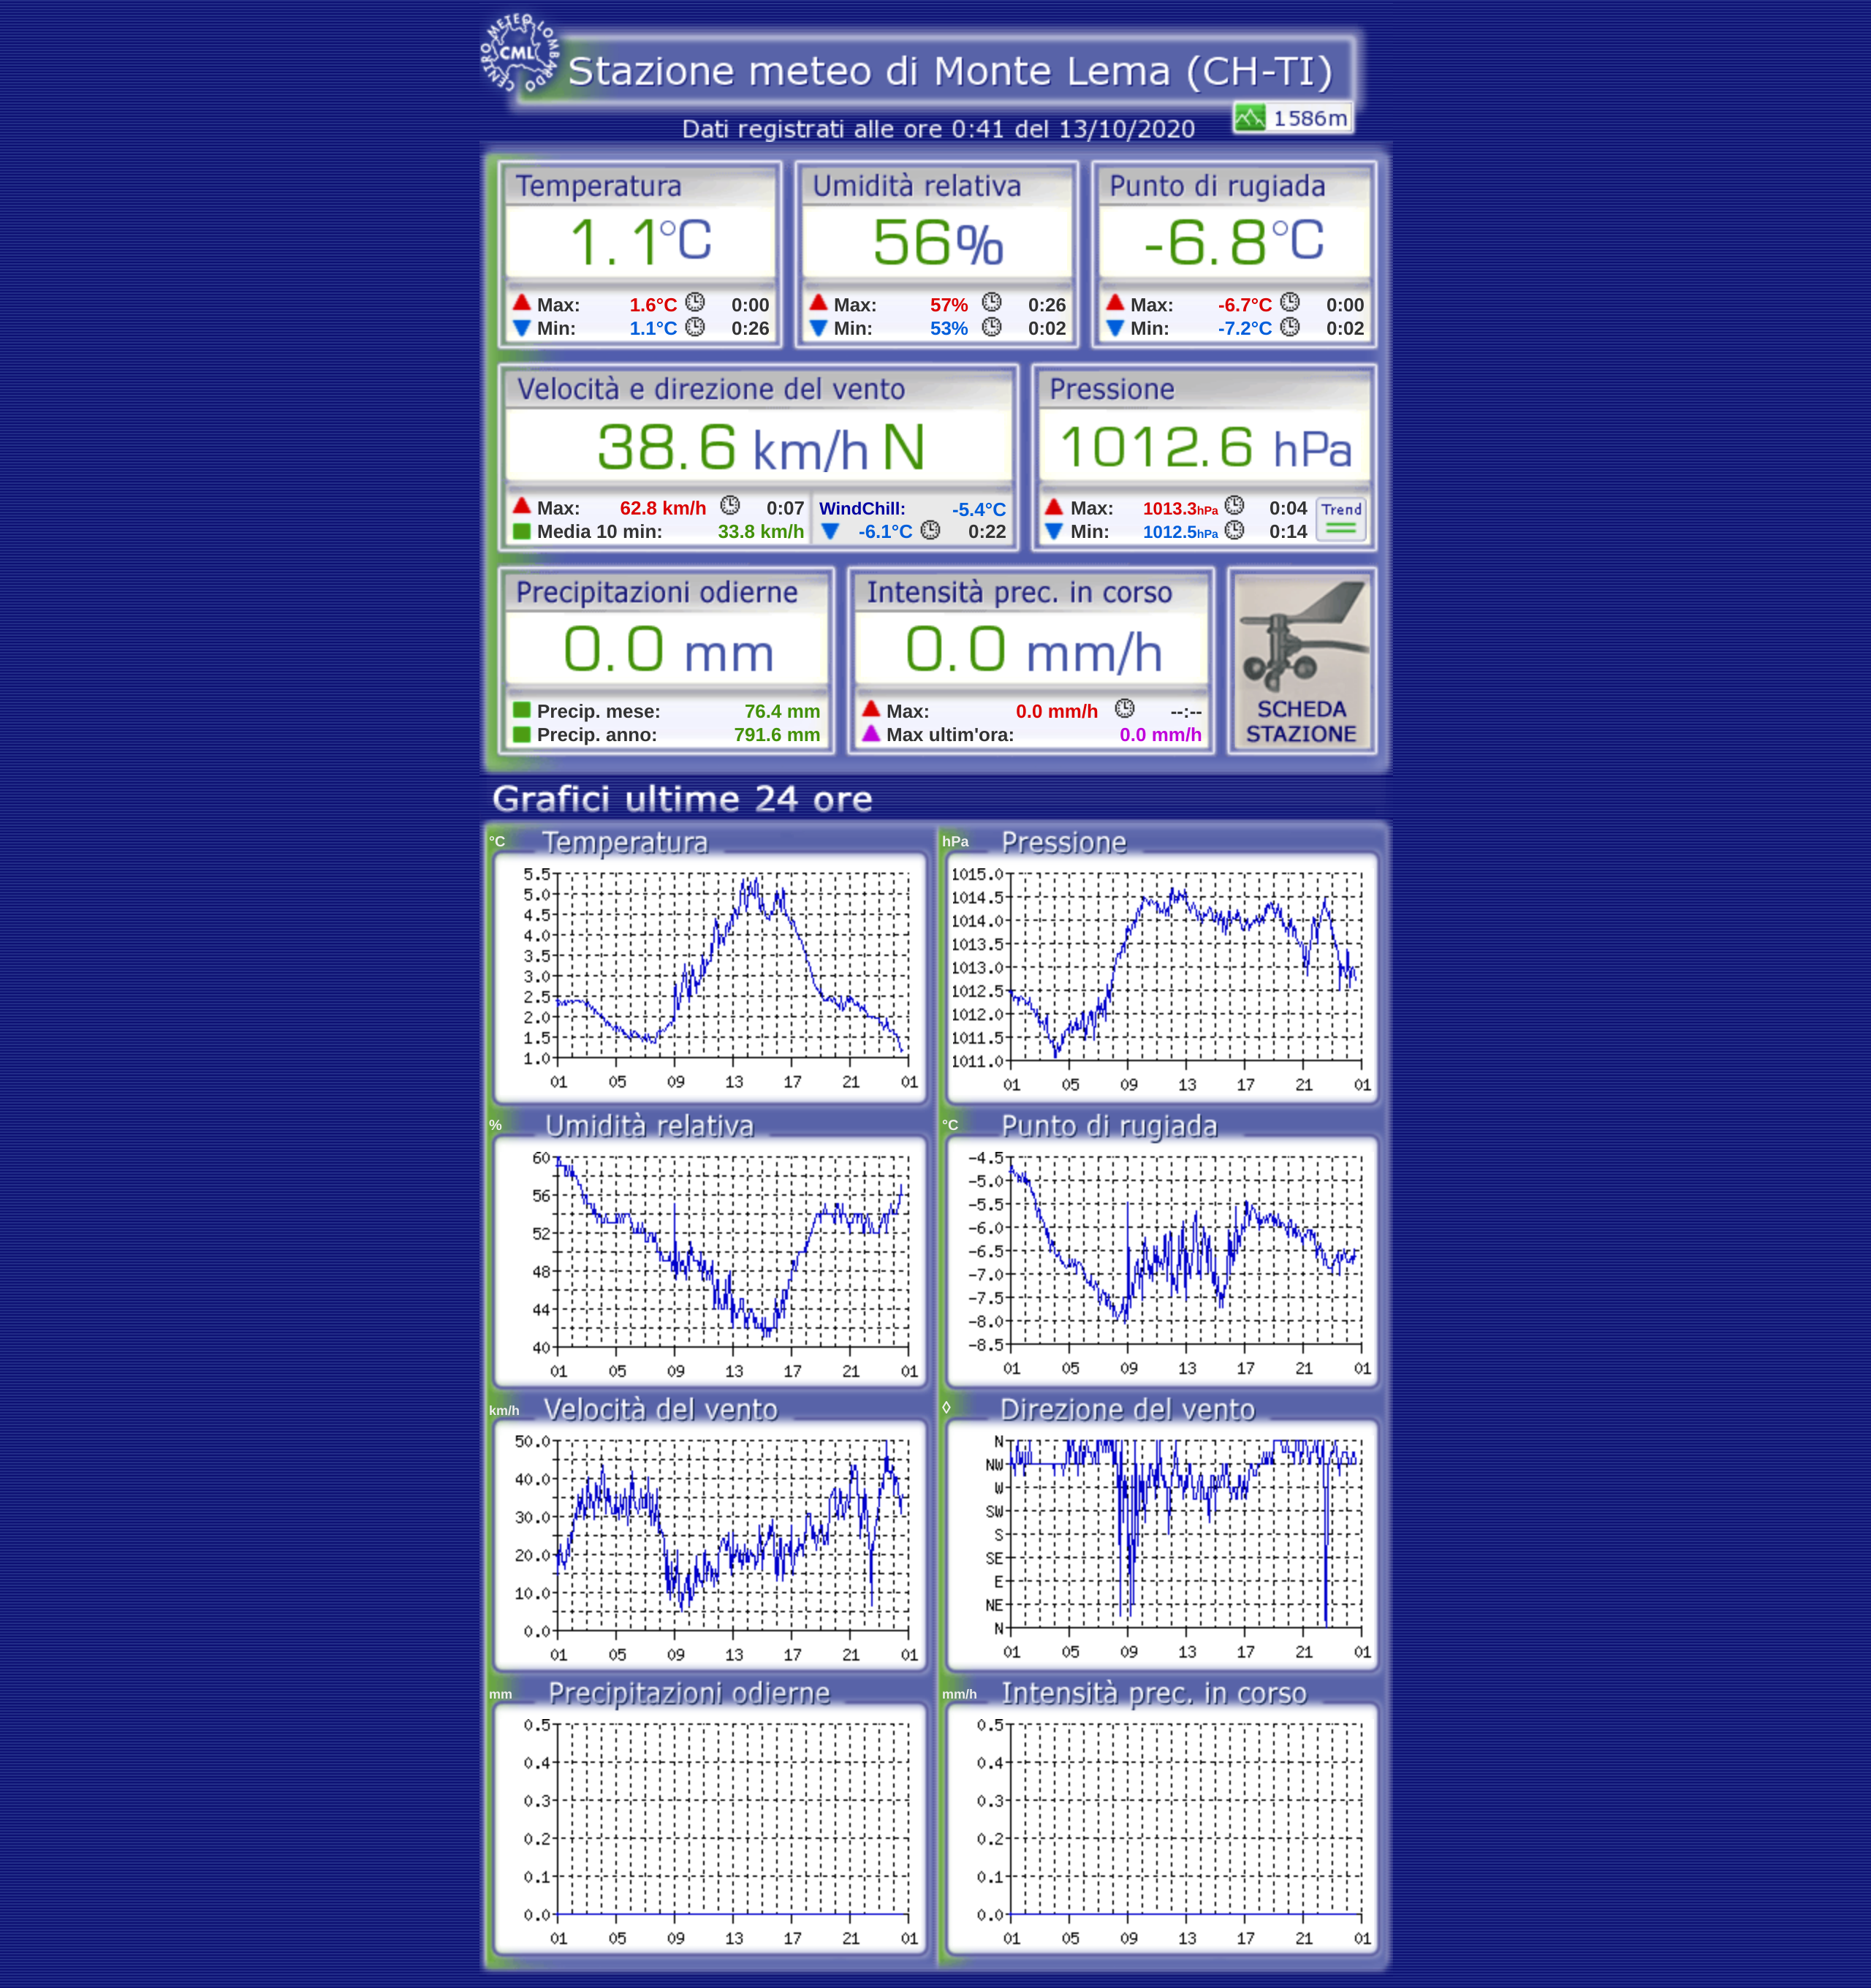 CENTRO METEO LOMBARDO
CML
Stazione meteo di Monte Lema (CH-TI)
1586m
Dati registrati alle ore 0:41 del 13/10/2020
Temperatura
1.1°C
Max: 1.6°C 0:00
Min: 1.1°C 0:26
Umidità relativa
56%
Max: 57% 0:26
Min: 53% 0:02
Punto di rugiada
-6.8°C
Max: -6.7°C 0:00
Min: -7.2°C 0:02
Velocità e direzione del vento
38.6 km/h N
Max: 62.8 km/h 0:07
Media 10 min: 33.8 km/h
WindChill: -5.4°C
-6.1°C 0:22
Pressione
1012.6 hPa
Max: 1013.3hPa 0:04
Min: 1012.5hPa 0:14
Trend
Precipitazioni odierne
0.0 mm
Precip. mese: 76.4 mm
Precip. anno: 791.6 mm
Intensità prec. in corso
0.0 mm/h
Max: 0.0 mm/h --:--
Max ultim'ora: 0.0 mm/h
SCHEDA
STAZIONE
Grafici ultime 24 ore
°C Temperatura
5.5
5.0
4.5
4.0
3.5
3.0
2.5
2.0
1.5
1.0
01 05 09 13 17 21 01
hPa Pressione
1015.0
1014.5
1014.0
1013.5
1013.0
1012.5
1012.0
1011.5
1011.0
01 05 09 13 17 21 01
% Umidità relativa
60
56
52
48
44
40
01 05 09 13 17 21 01
°C Punto di rugiada
-4.5
-5.0
-5.5
-6.0
-6.5
-7.0
-7.5
-8.0
-8.5
01 05 09 13 17 21 01
km/h Velocità del vento
50.0
40.0
30.0
20.0
10.0
0.0
01 05 09 13 17 21 01
◊ Direzione del vento
N
NW
W
SW
S
SE
E
NE
N
01 05 09 13 17 21 01
mm Precipitazioni odierne
0.5
0.4
0.3
0.2
0.1
0.0
01 05 09 13 17 21 01
mm/h Intensità prec. in corso
0.5
0.4
0.3
0.2
0.1
0.0
01 05 09 13 17 21 01